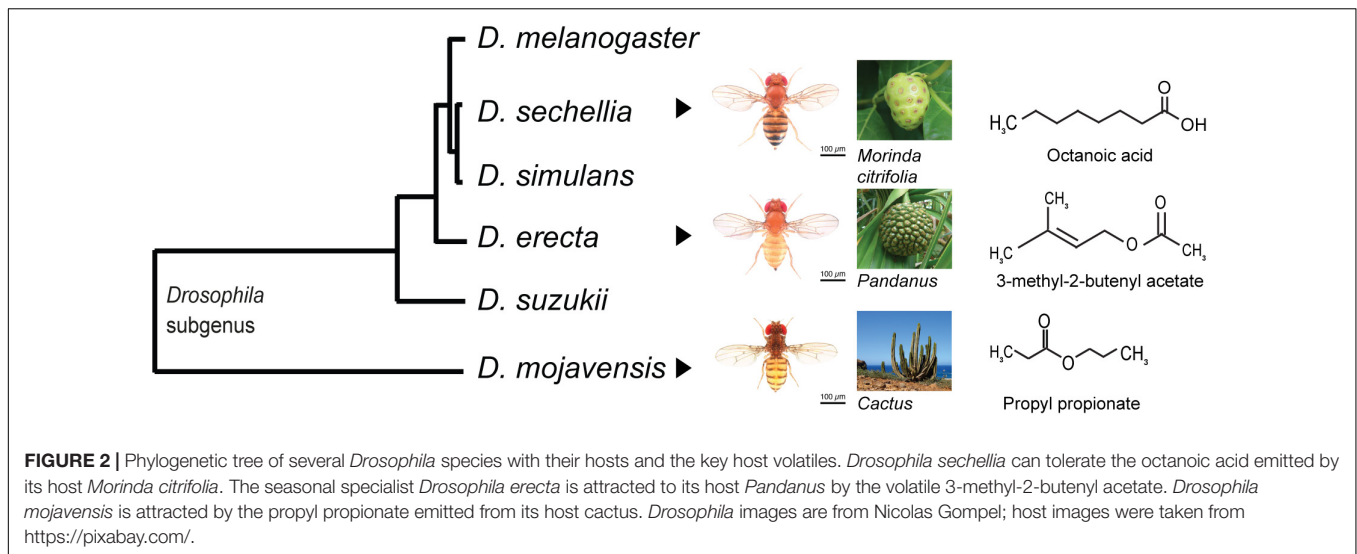 D. melanogaster
D. sechellia
D. simulans
D. erecta
D. suzukii
D. mojavensis
Drosophila
subgenus
100 µm
Morinda
citrifolia
H₃C
O
OH
Octanoic acid
100 µm
Pandanus
CH₃
H₃C
O
O
CH₃
3-methyl-2-butenyl acetate
100 µm
Cactus
H₃C
O
O
CH₃
Propyl propionate
FIGURE 2 | Phylogenetic tree of several Drosophila species with their hosts and the key host volatiles. Drosophila sechellia can tolerate the octanoic acid emitted by
its host Morinda citrifolia. The seasonal specialist Drosophila erecta is attracted to its host Pandanus by the volatile 3-methyl-2-butenyl acetate. Drosophila
mojavensis is attracted by the propyl propionate emitted from its host cactus. Drosophila images are from Nicolas Gompel; host images were taken from
https://pixabay.com/.